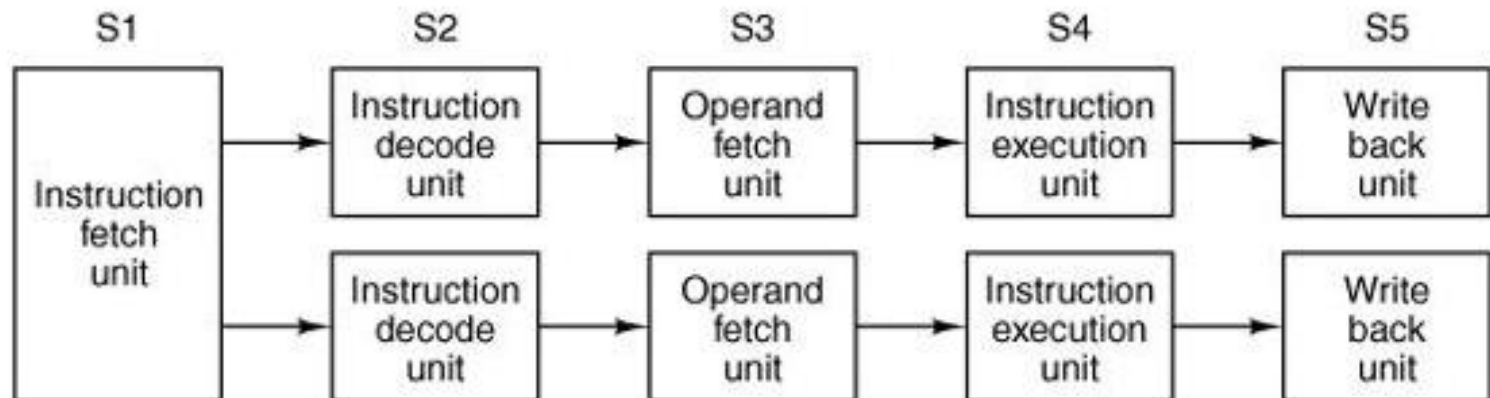 S1
S2
S3
S4
S5
Instruction
fetch
unit
Instruction
decode
unit
Operand
fetch
unit
Instruction
execution
unit
Write
back
unit
Instruction
decode
unit
Operand
fetch
unit
Instruction
execution
unit
Write
back
unit